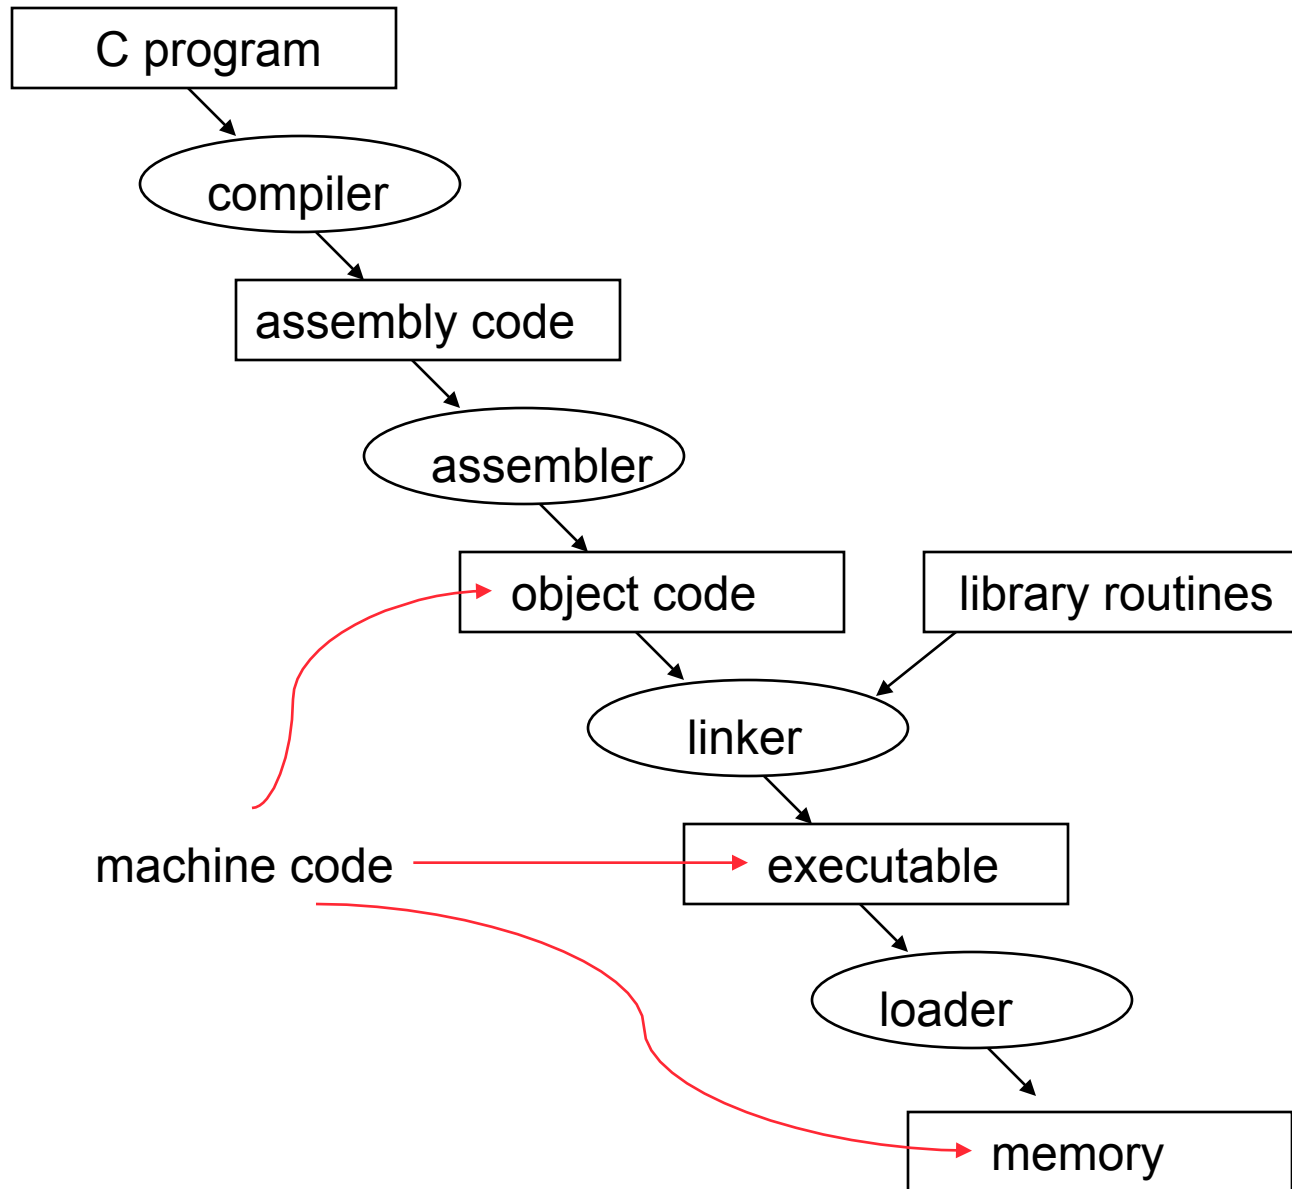 C program
compiler
assembly code
assembler
object code
library routines
linker
machine code
executable
loader
memory